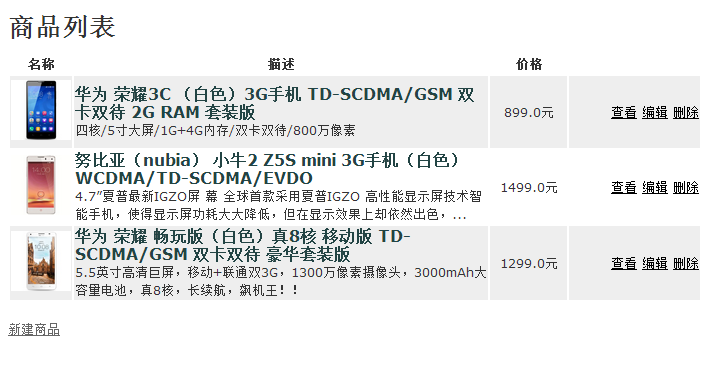 商品列表
名称 描述 价格
华为 荣耀3C （白色）3G手机 TD-SCDMA/GSM 双
卡双待 2G RAM 套装版
四核/5寸大屏/1G+4G内存/双卡双待/800万像素
899.0元
查看 编辑 删除
努比亚（nubia） 小牛2 Z5S mini 3G手机（白色）
WCDMA/TD-SCDMA/EVDO
4.7”夏普最新IGZO屏 幕 全球首款采用夏普IGZO 高性能显示屏技术智
能手机，使得显示屏功耗大大降低，但在显示效果上却依然出色，...
1499.0元
查看 编辑 删除
华为 荣耀 畅玩版（白色）真8核 移动版 TD-
SCDMA/GSM 双卡双待 豪华套装版
5.5英寸高清巨屏，移动+联通双3G，1300万像素摄像头，3000mAh大
容量电池，真8核，长续航，飙机王！！
1299.0元
查看 编辑 删除
新建商品